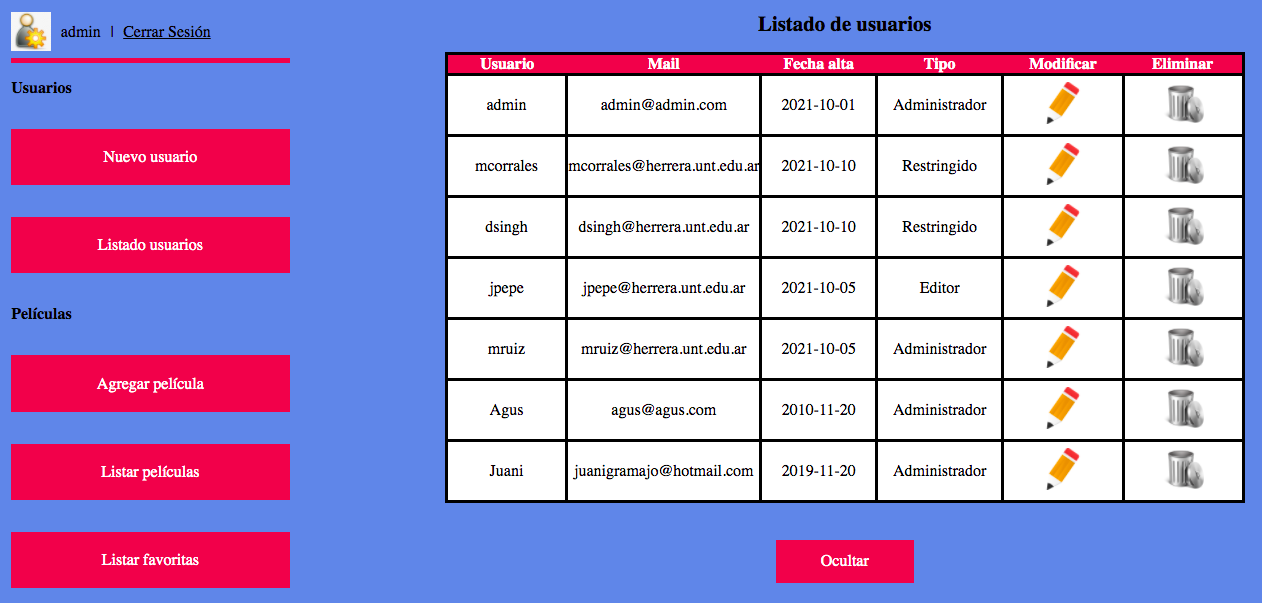 admin | Cerrar Sesión
Usuarios
Nuevo usuario
Listado usuarios
Películas
Agregar película
Listar películas
Listar favoritas
Listado de usuarios
Usuario Mail Fecha alta Tipo Modificar Eliminar
admin admin@admin.com 2021-10-01 Administrador
mcorrales mcorrales@herrera.unt.edu.ar 2021-10-10 Restringido
dsingh dsingh@herrera.unt.edu.ar 2021-10-10 Restringido
jpepe jpepe@herrera.unt.edu.ar 2021-10-05 Editor
mruiz mruiz@herrera.unt.edu.ar 2021-10-05 Administrador
Agus agus@agus.com 2010-11-20 Administrador
Juani juanigramajo@hotmail.com 2019-11-20 Administrador
Ocultar